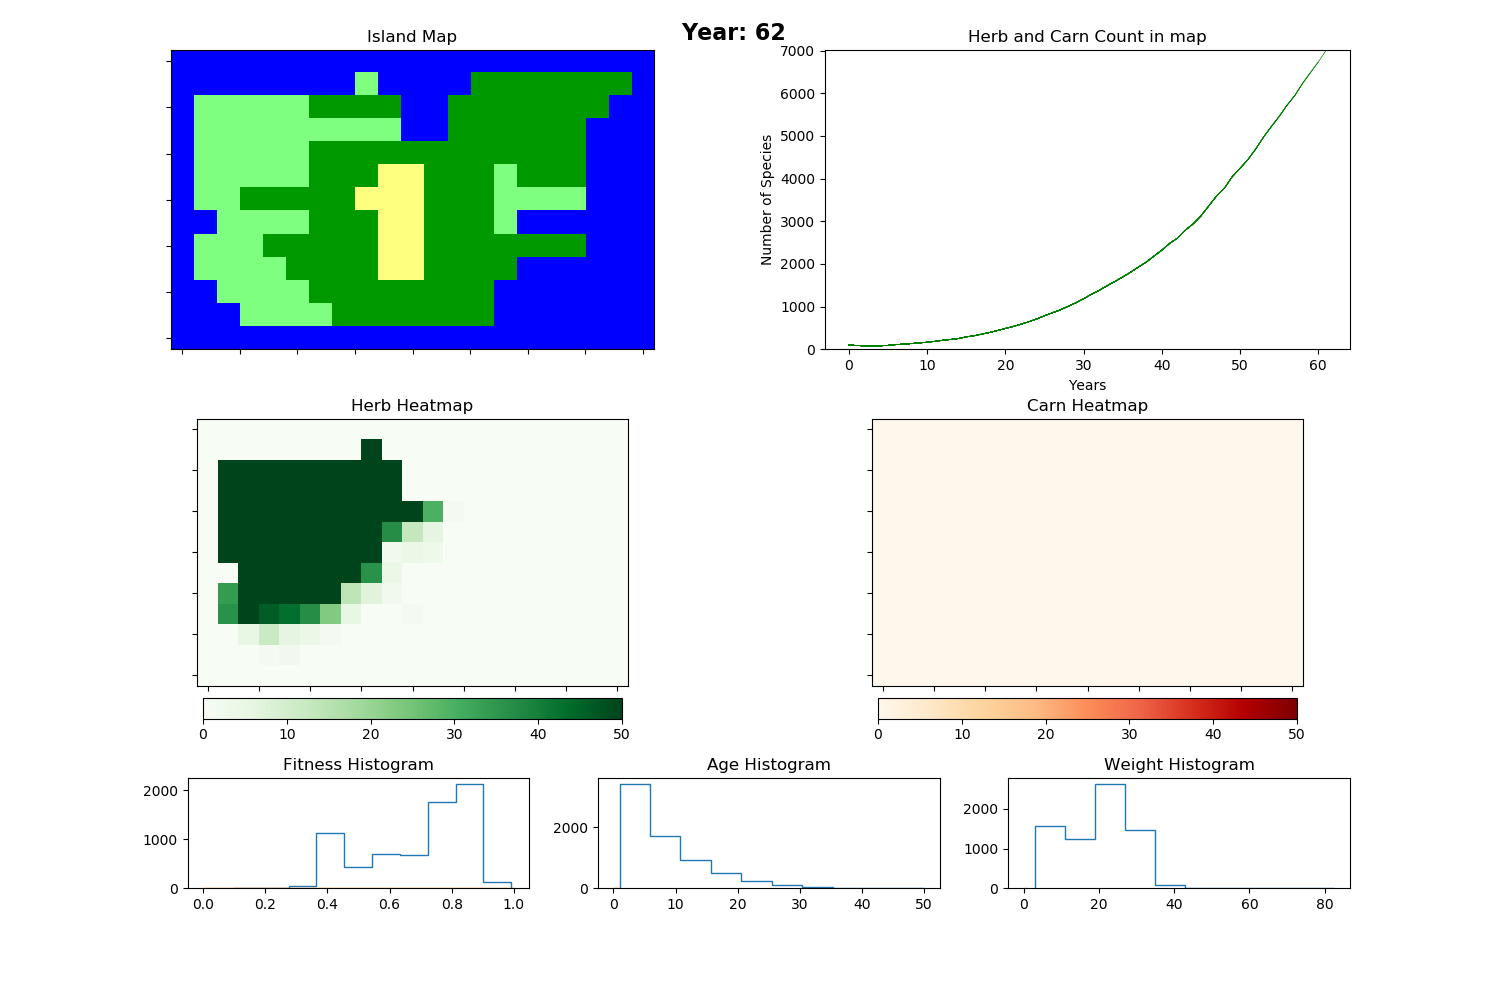 Year: 62
Island Map
Herb and Carn Count in map
7000
6000
5000
4000
3000
2000
1000
0
Number of Species
0 10 20 30 40 50 60
Years
Herb Heatmap
Carn Heatmap
0 10 20 30 40 50
0 10 20 30 40 50
Fitness Histogram
2000
1000
0
0.0 0.2 0.4 0.6 0.8 1.0
Age Histogram
2000
0
0 10 20 30 40 50
Weight Histogram
2000
1000
0
0 20 40 60 80